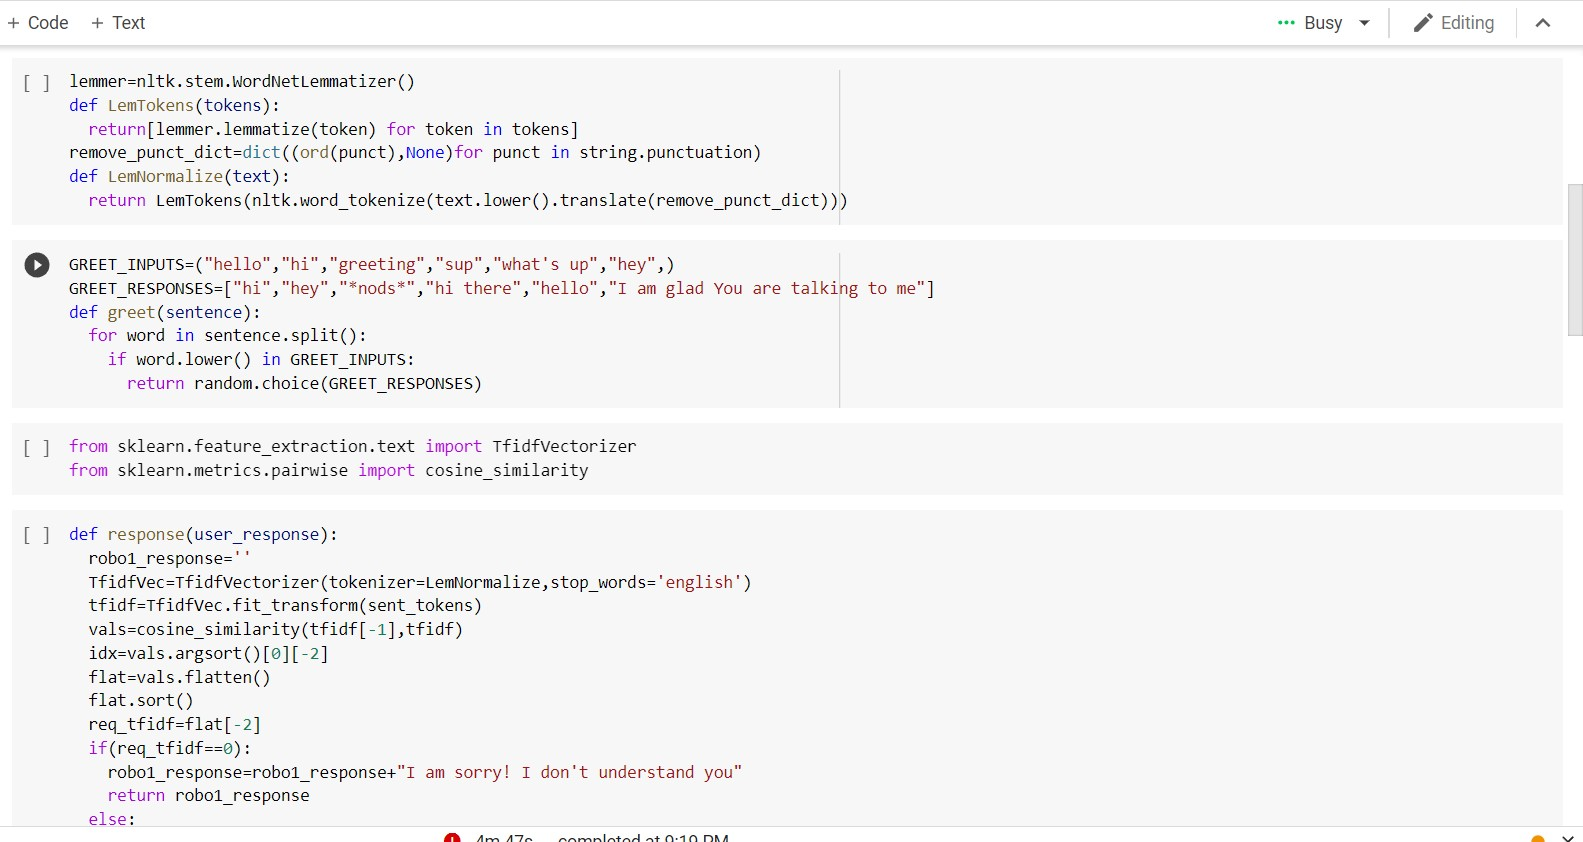 + Code + Text ··· Busy Editing
[ ] lemmer=nltk.stem.WordNetLemmatizer()
def LemTokens(tokens):
  return[lemmer.lemmatize(token) for token in tokens]
remove_punct_dict=dict((ord(punct),None)for punct in string.punctuation)
def LemNormalize(text):
  return LemTokens(nltk.word_tokenize(text.lower().translate(remove_punct_dict)))
GREET_INPUTS=("hello","hi","greeting","sup","what's up","hey",)
GREET_RESPONSES=["hi","hey","*nods*","hi there","hello","I am glad You are talking to me"]
def greet(sentence):
  for word in sentence.split():
    if word.lower() in GREET_INPUTS:
      return random.choice(GREET_RESPONSES)
[ ] from sklearn.feature_extraction.text import TfidfVectorizer
from sklearn.metrics.pairwise import cosine_similarity
[ ] def response(user_response):
  robo1_response=''
  TfidfVec=TfidfVectorizer(tokenizer=LemNormalize,stop_words='english')
  tfidf=TfidfVec.fit_transform(sent_tokens)
  vals=cosine_similarity(tfidf[-1],tfidf)
  idx=vals.argsort()[0][-2]
  flat=vals.flatten()
  flat.sort()
  req_tfidf=flat[-2]
  if(req_tfidf==0):
    robo1_response=robo1_response+"I am sorry! I don't understand you"
    return robo1_response
  else:
4m 47s completed at 9:19 PM